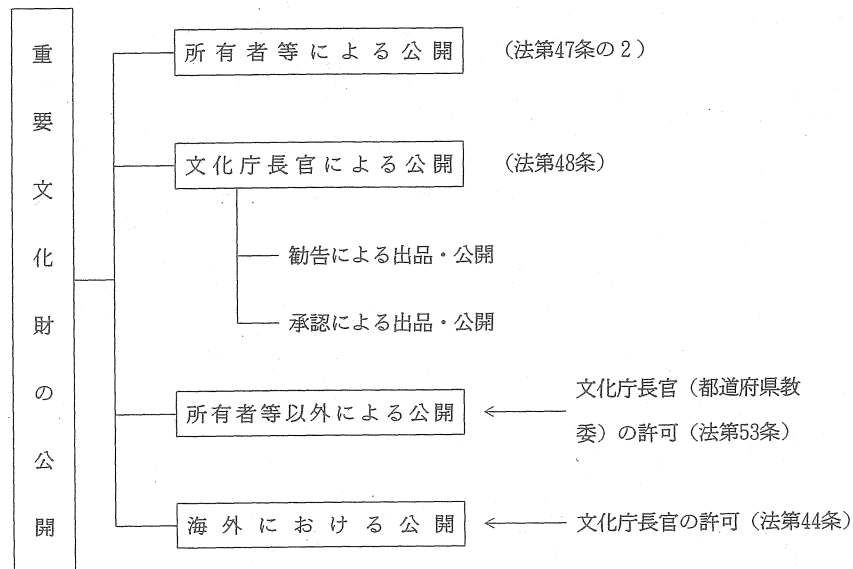 重要文化財の公開
所有者等による公開
(法第47条の2)
文化庁長官による公開
(法第48条)
勧告による出品・公開
承認による出品・公開
所有者等以外による公開
文化庁長官(都道府県教
委)の許可(法第53条)
海外における公開
文化庁長官の許可(法第44条)